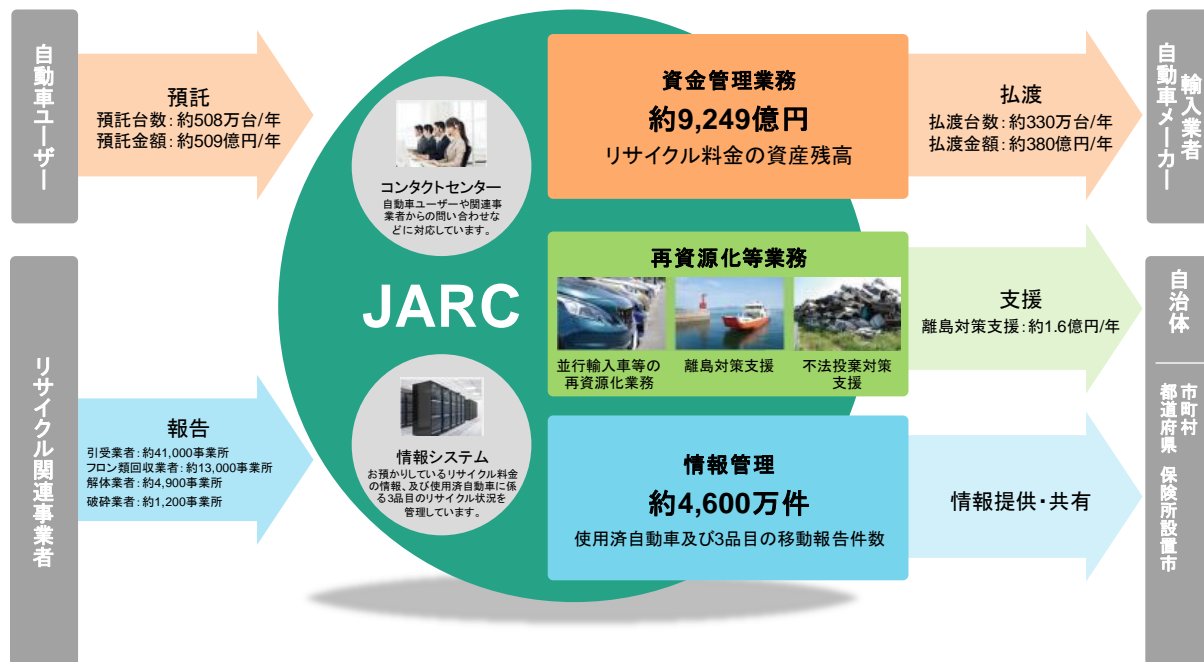 自動車ユーザー
預託
預託台数:約508万台/年
預託金額:約509億円/年
コンタクトセンター
自動車ユーザーや関連事
業者からの問い合わせな
どに対応しています。
資金管理業務
約9,249億円
リサイクル料金の資産残高
払渡
払渡台数:約330万台/年
払渡金額:約380億円/年
輸入業者
自動車メーカー
JARC
再資源化等業務
並行輸入車等の
再資源化業務
離島対策支援
不法投棄対策
支援
支援
離島対策支援:約1.6億円/年
自治体
市町村
都道府県 保険所設置市
リサイクル関連事業者
報告
引受業者:約41,000事業所
フロン類回収業者:約13,000事業所
解体業者:約4,900事業所
破砕業者:約1,200事業所
情報システム
お預かりしているリサイクル料金
の情報、及び使用済自動車に係
る3品目のリサイクル状況を
管理しています。
情報管理
約4,600万件
使用済自動車及び3品目の移動報告件数
情報提供・共有